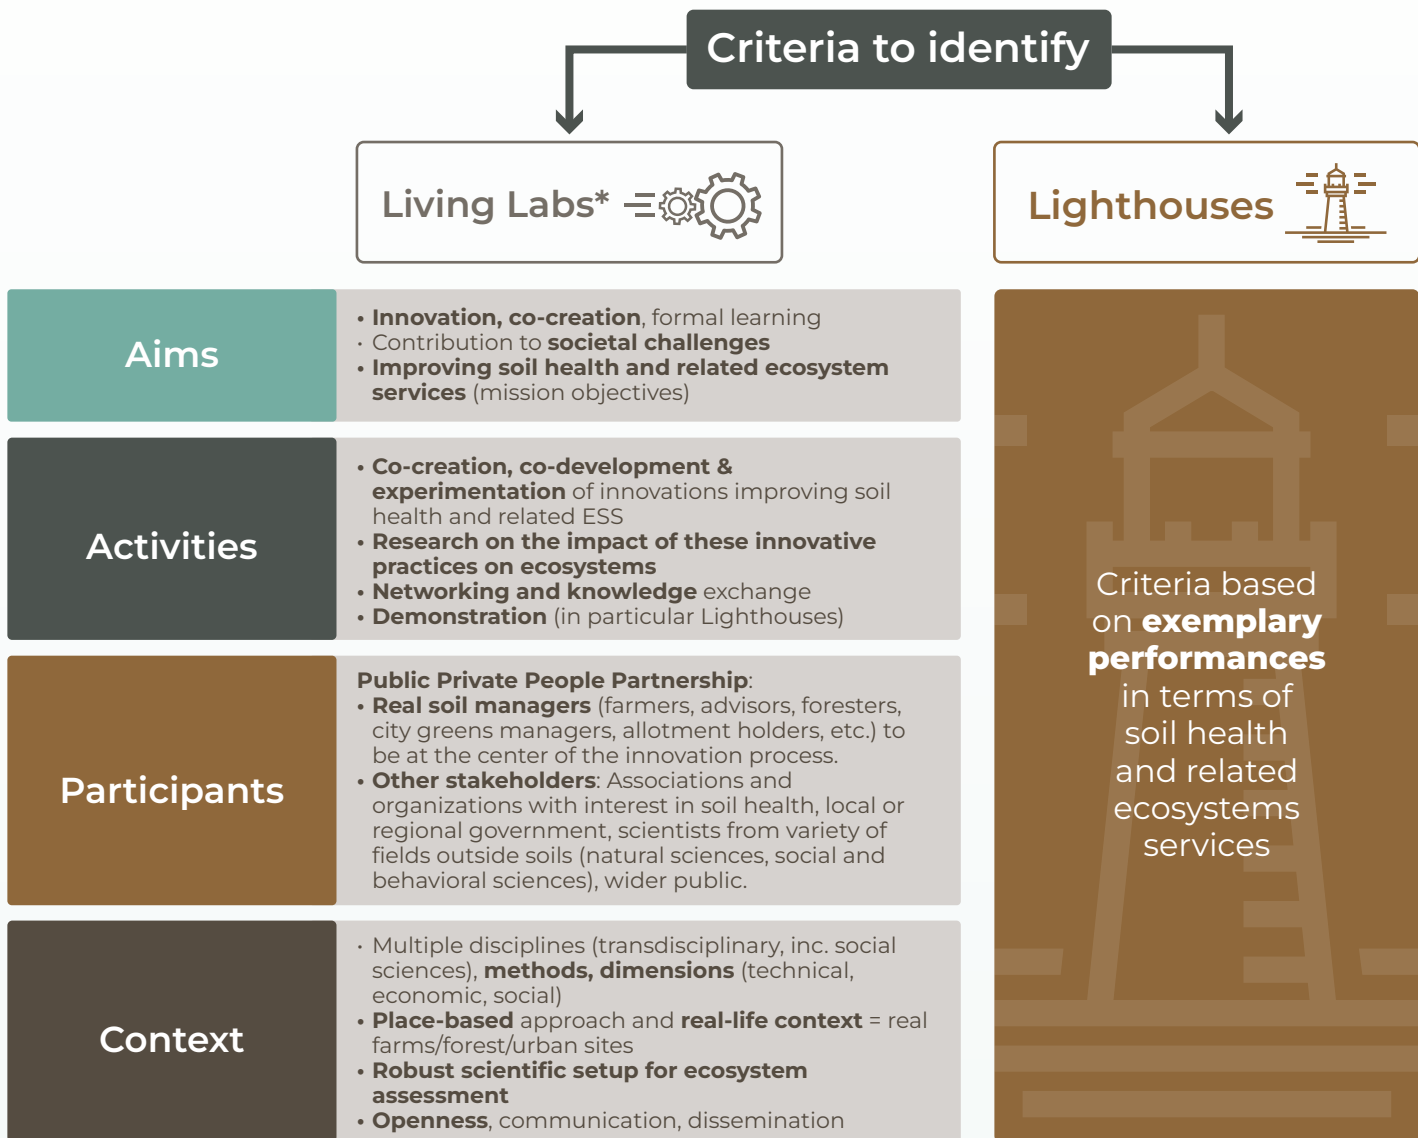 Criteria to identify
Living Labs*
Lighthouses
Aims
• Innovation, co-creation, formal learning
• Contribution to societal challenges
• Improving soil health and related ecosystem
services (mission objectives)
Activities
• Co-creation, co-development &
experimentation of innovations improving soil
health and related ESS
• Research on the impact of these innovative
practices on ecosystems
• Networking and knowledge exchange
• Demonstration (in particular Lighthouses)
Participants
Public Private People Partnership:
• Real soil managers (farmers, advisors, foresters,
city greens managers, allotment holders, etc.) to
be at the center of the innovation process.
• Other stakeholders: Associations and
organizations with interest in soil health, local or
regional government, scientists from variety of
fields outside soils (natural sciences, social and
behavioral sciences), wider public.
Context
• Multiple disciplines (transdisciplinary, inc. social
sciences), methods, dimensions (technical,
economic, social)
• Place-based approach and real-life context = real
farms/forest/urban sites
• Robust scientific setup for ecosystem
assessment
• Openness, communication, dissemination
Criteria based
on exemplary
performances
in terms of
soil health
and related
ecosystems
services